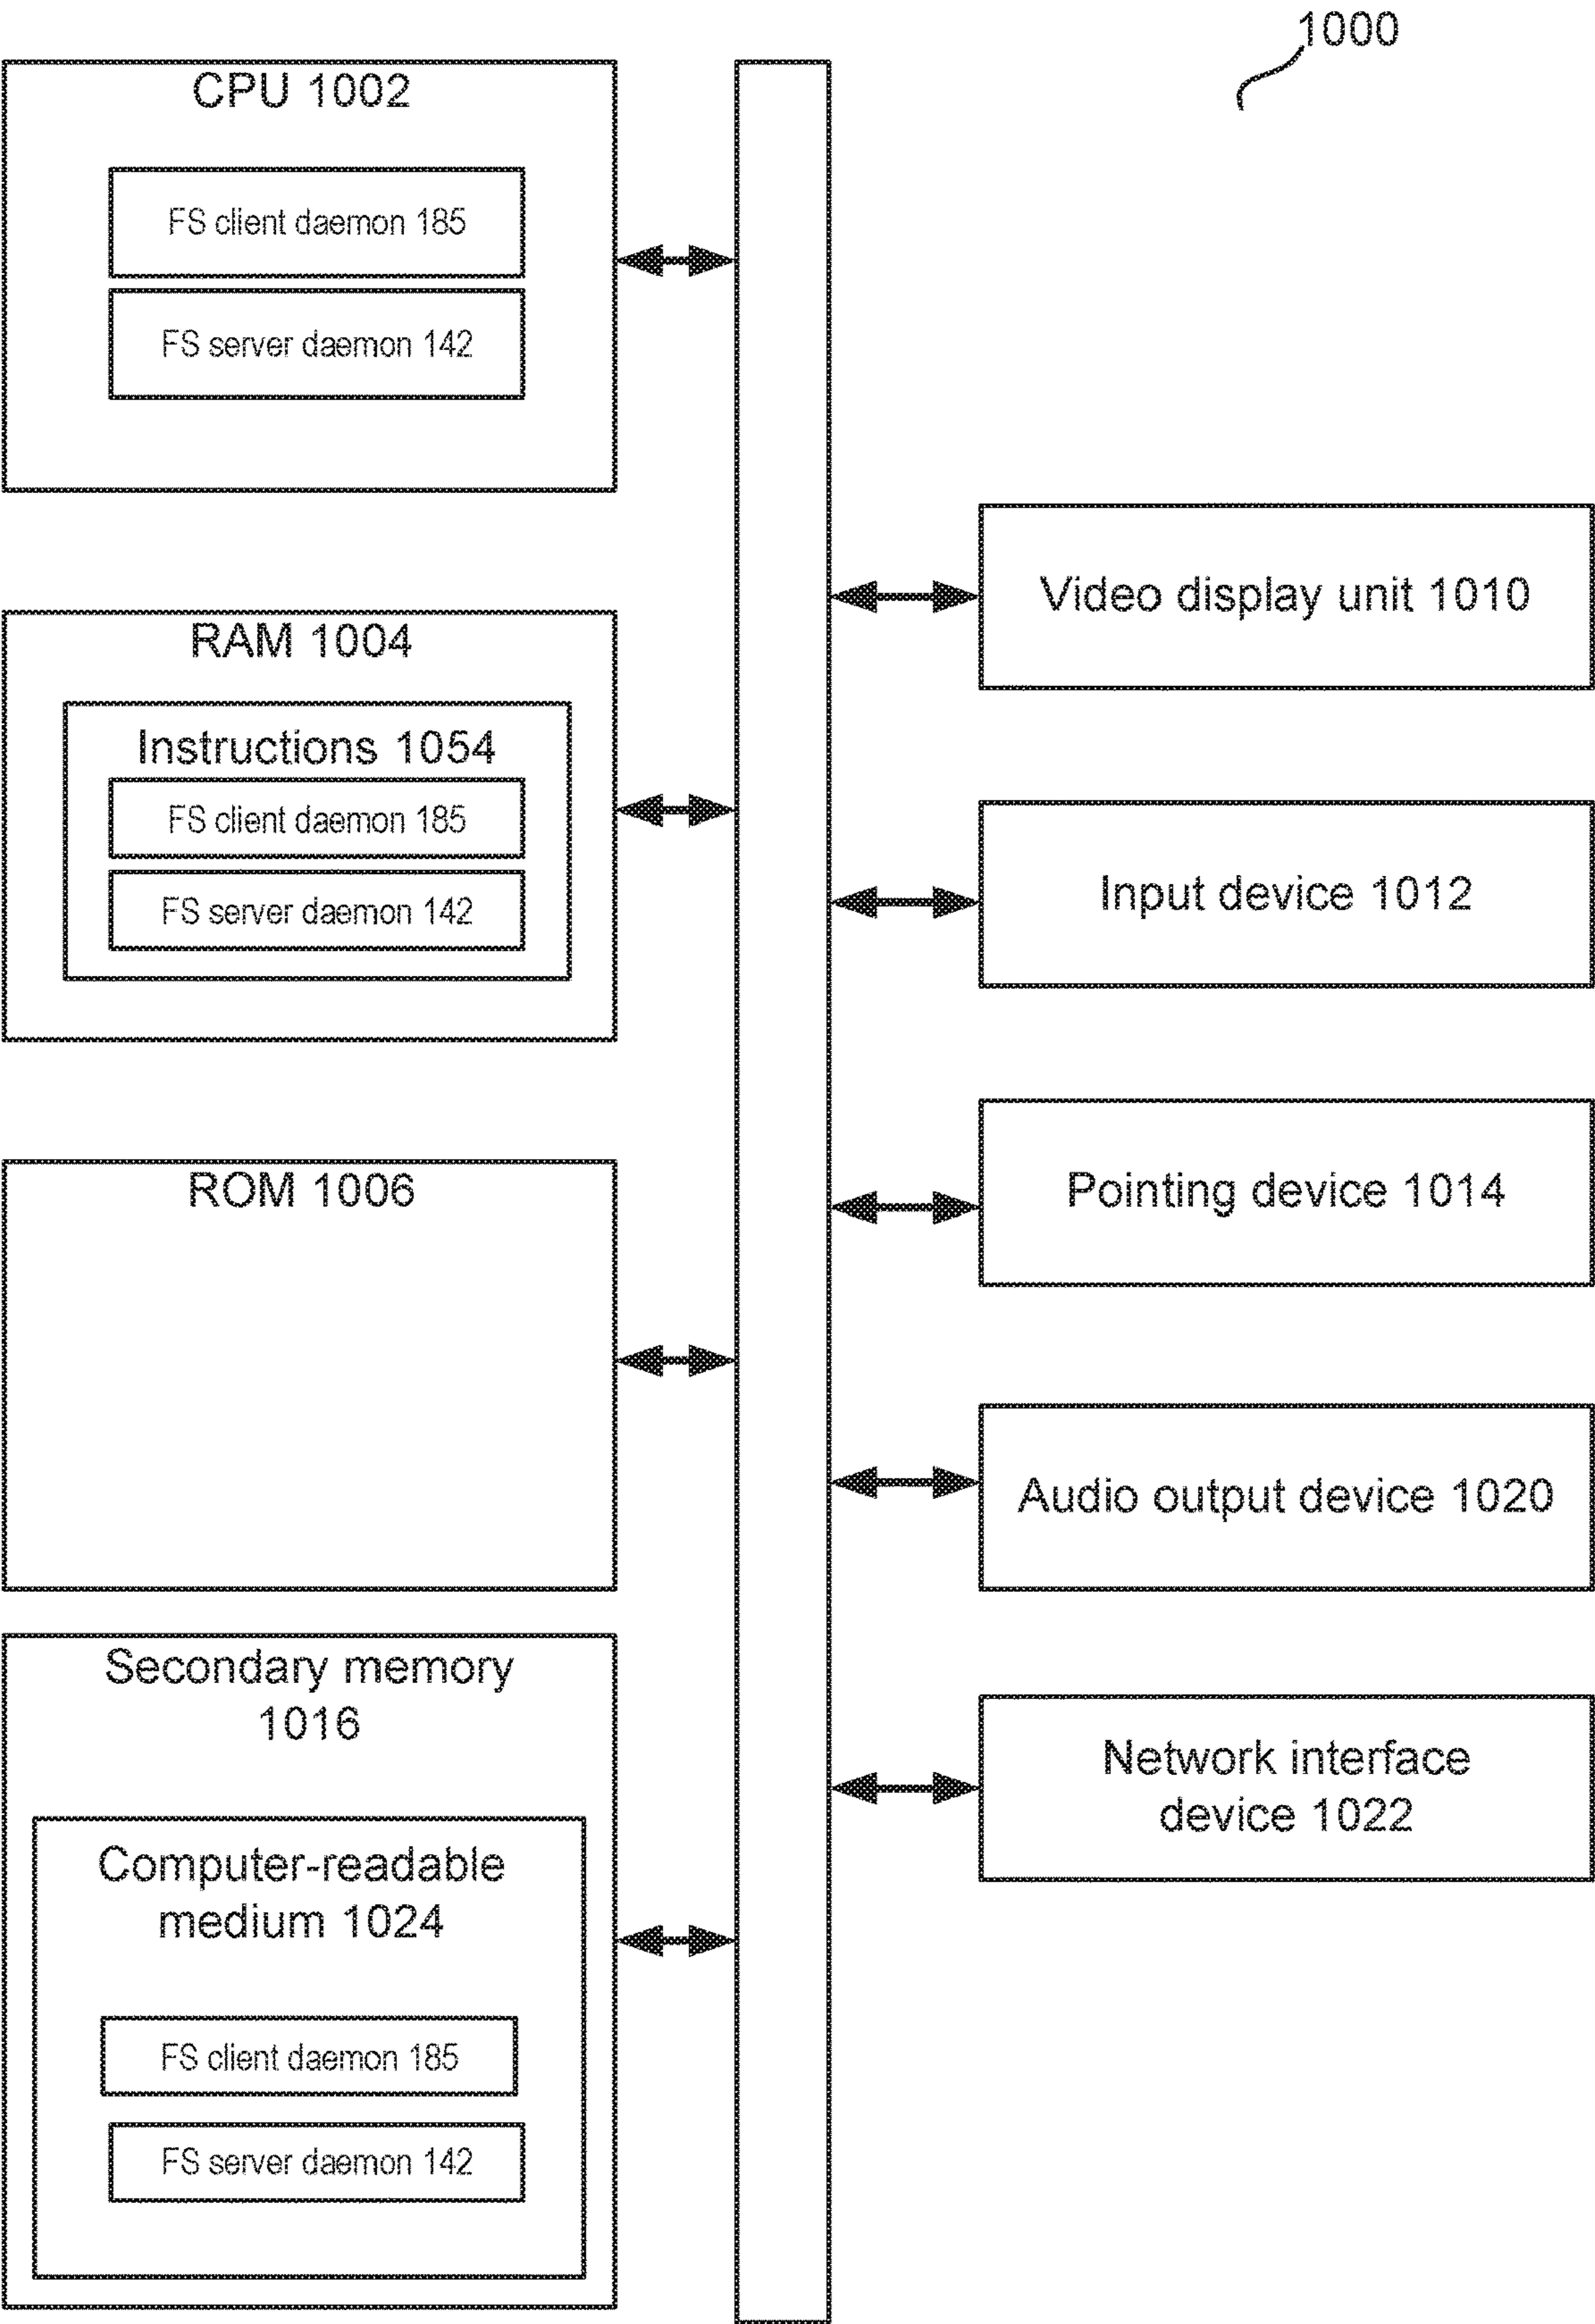 1000
CPU 1002
FS client daemon 185
FS server daemon 142
RAM 1004
Instructions 1054
FS client daemon 185
FS server daemon 142
ROM 1006
Secondary memory
1016
Computer-readable
medium 1024
FS client daemon 185
FS server daemon 142
Video display unit 1010
Input device 1012
Pointing device 1014
Audio output device 1020
Network interface
device 1022